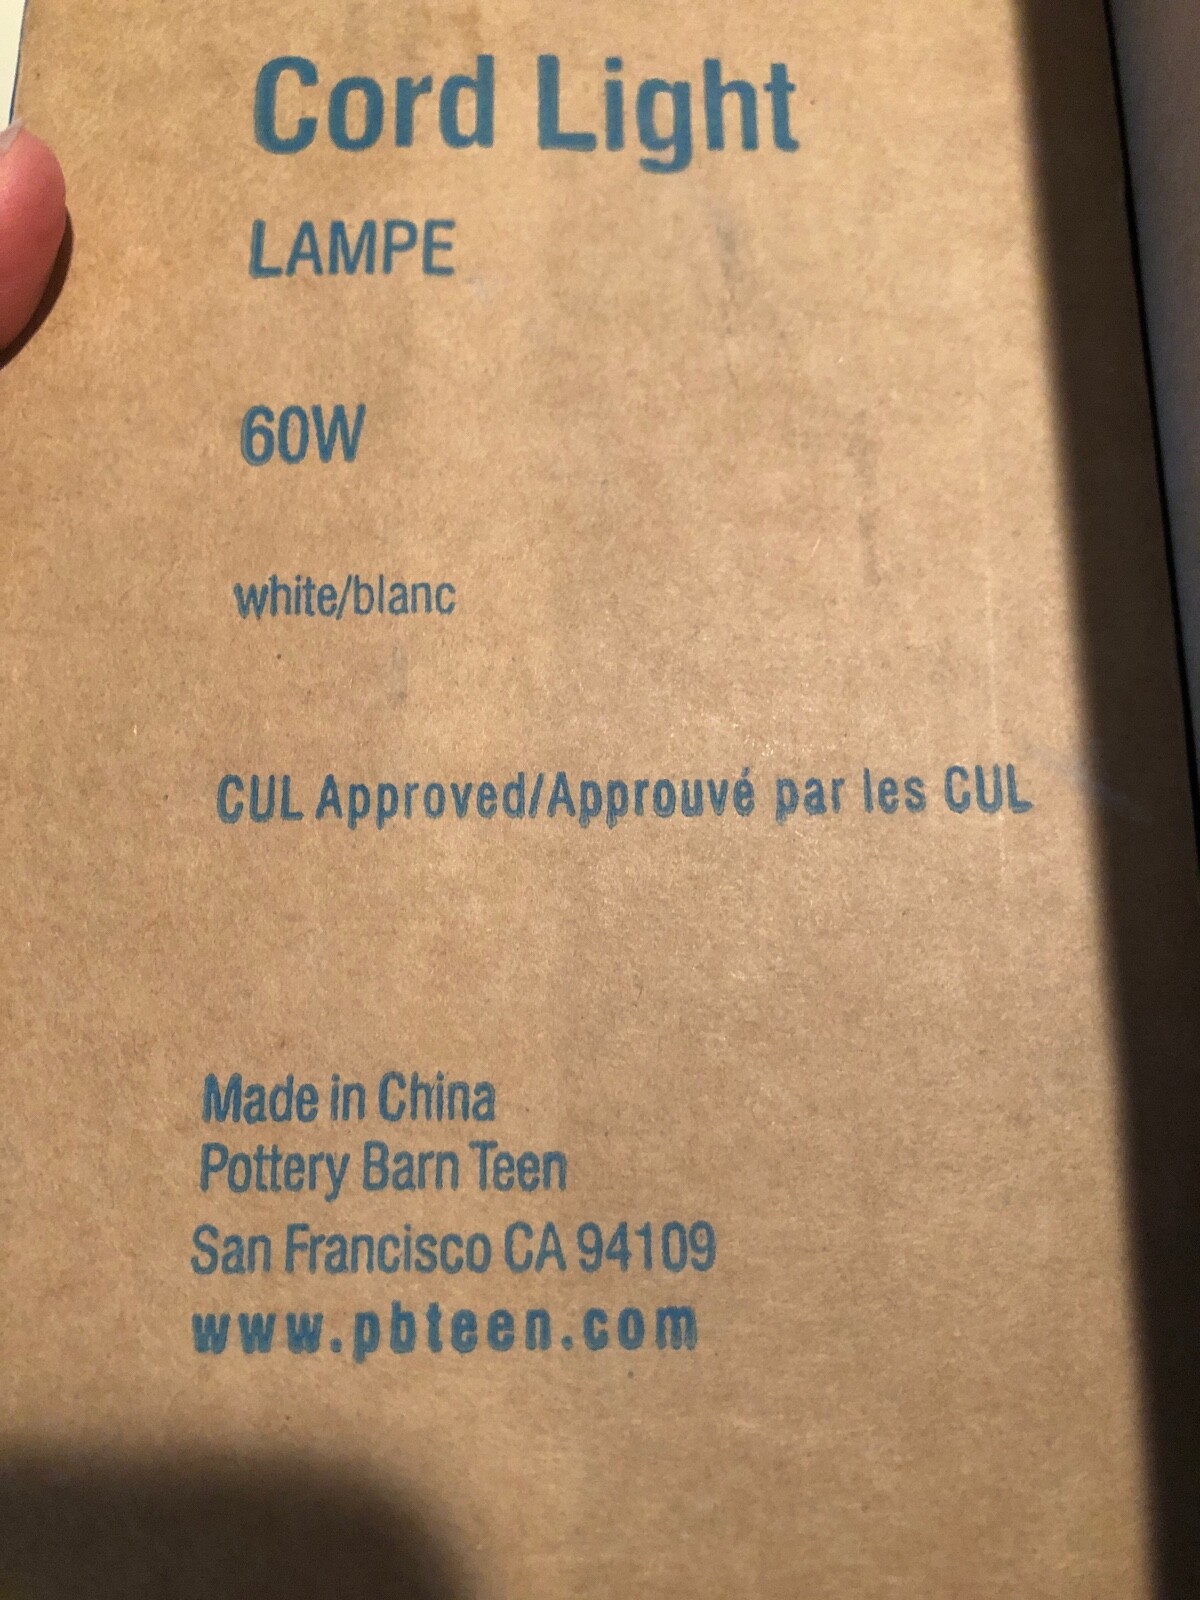 Cord Light
LAMPE
60W
white/blanc
CUL Approved/Approuvé par les CUL
Made in China
Pottery Barn Teen
San Francisco CA 94109
www.pbteen.com